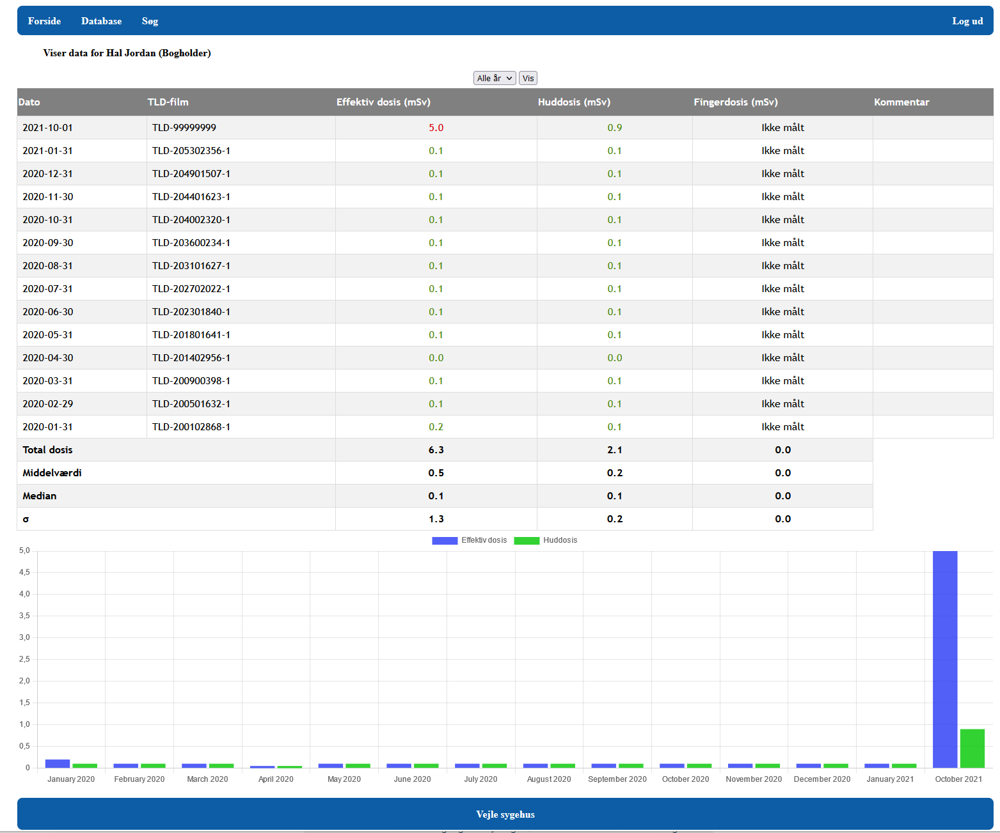 Forside Database Søg Log ud
Viser data for Hal Jordan (Bogholder)
Alle år Vis
Dato TLD-film Effektiv dosis (mSv) Huddosis (mSv) Fingerdosis (mSv) Kommentar
2021-10-01 TLD-99999999 5.0 0.9 Ikke målt
2021-01-31 TLD-205302356-1 0.1 0.1 Ikke målt
2020-12-31 TLD-204901507-1 0.1 0.1 Ikke målt
2020-11-30 TLD-204401623-1 0.1 0.1 Ikke målt
2020-10-31 TLD-204002320-1 0.1 0.1 Ikke målt
2020-09-30 TLD-203600234-1 0.1 0.1 Ikke målt
2020-08-31 TLD-203101627-1 0.1 0.1 Ikke målt
2020-07-31 TLD-202702022-1 0.1 0.1 Ikke målt
2020-06-30 TLD-202301840-1 0.1 0.1 Ikke målt
2020-05-31 TLD-201801641-1 0.1 0.1 Ikke målt
2020-04-30 TLD-201402956-1 0.0 0.0 Ikke målt
2020-03-31 TLD-200900398-1 0.1 0.1 Ikke målt
2020-02-29 TLD-200501632-1 0.1 0.1 Ikke målt
2020-01-31 TLD-200102868-1 0.2 0.1 Ikke målt
Total dosis 6.3 2.1 0.0
Middelværdi 0.5 0.2 0.0
Median 0.1 0.1 0.0
σ 1.3 0.2 0.0
Effektiv dosis Huddosis
5,0
4,5
4,0
3,5
3,0
2,5
2,0
1,5
1,0
0,5
0
January 2020 February 2020 March 2020 April 2020 May 2020 June 2020 July 2020 August 2020 September 2020 October 2020 November 2020 December 2020 January 2021 October 2021
Vejle sygehus